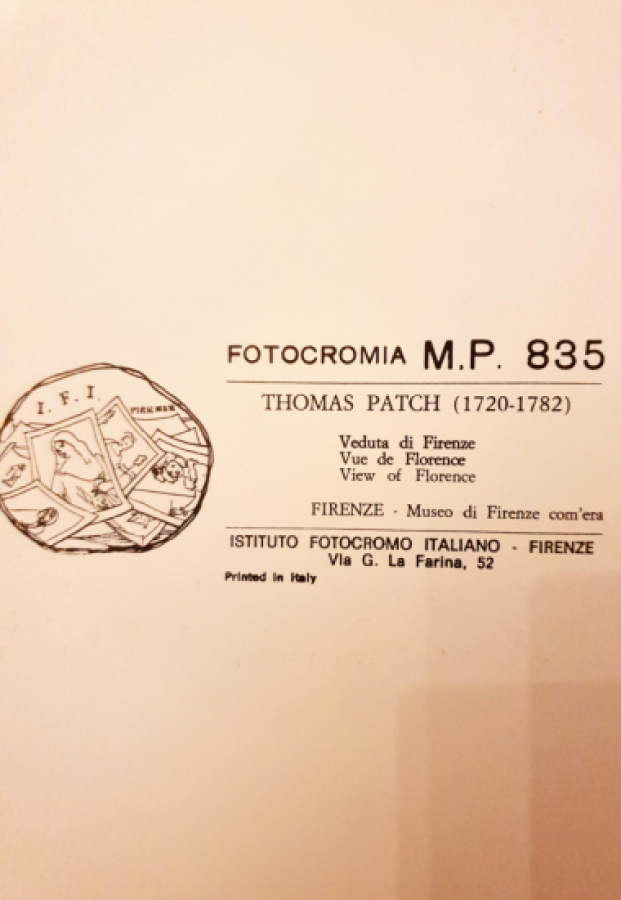 I. F. I.
FIRENZE
FOTOCROMIA M.P. 835
THOMAS PATCH (1720-1782)
Veduta di Firenze
Vue de Florence
View of Florence
FIRENZE - Museo di Firenze com'era
ISTITUTO FOTOCROMO ITALIANO - FIRENZE
Via G. La Farina, 52
Printed in Italy